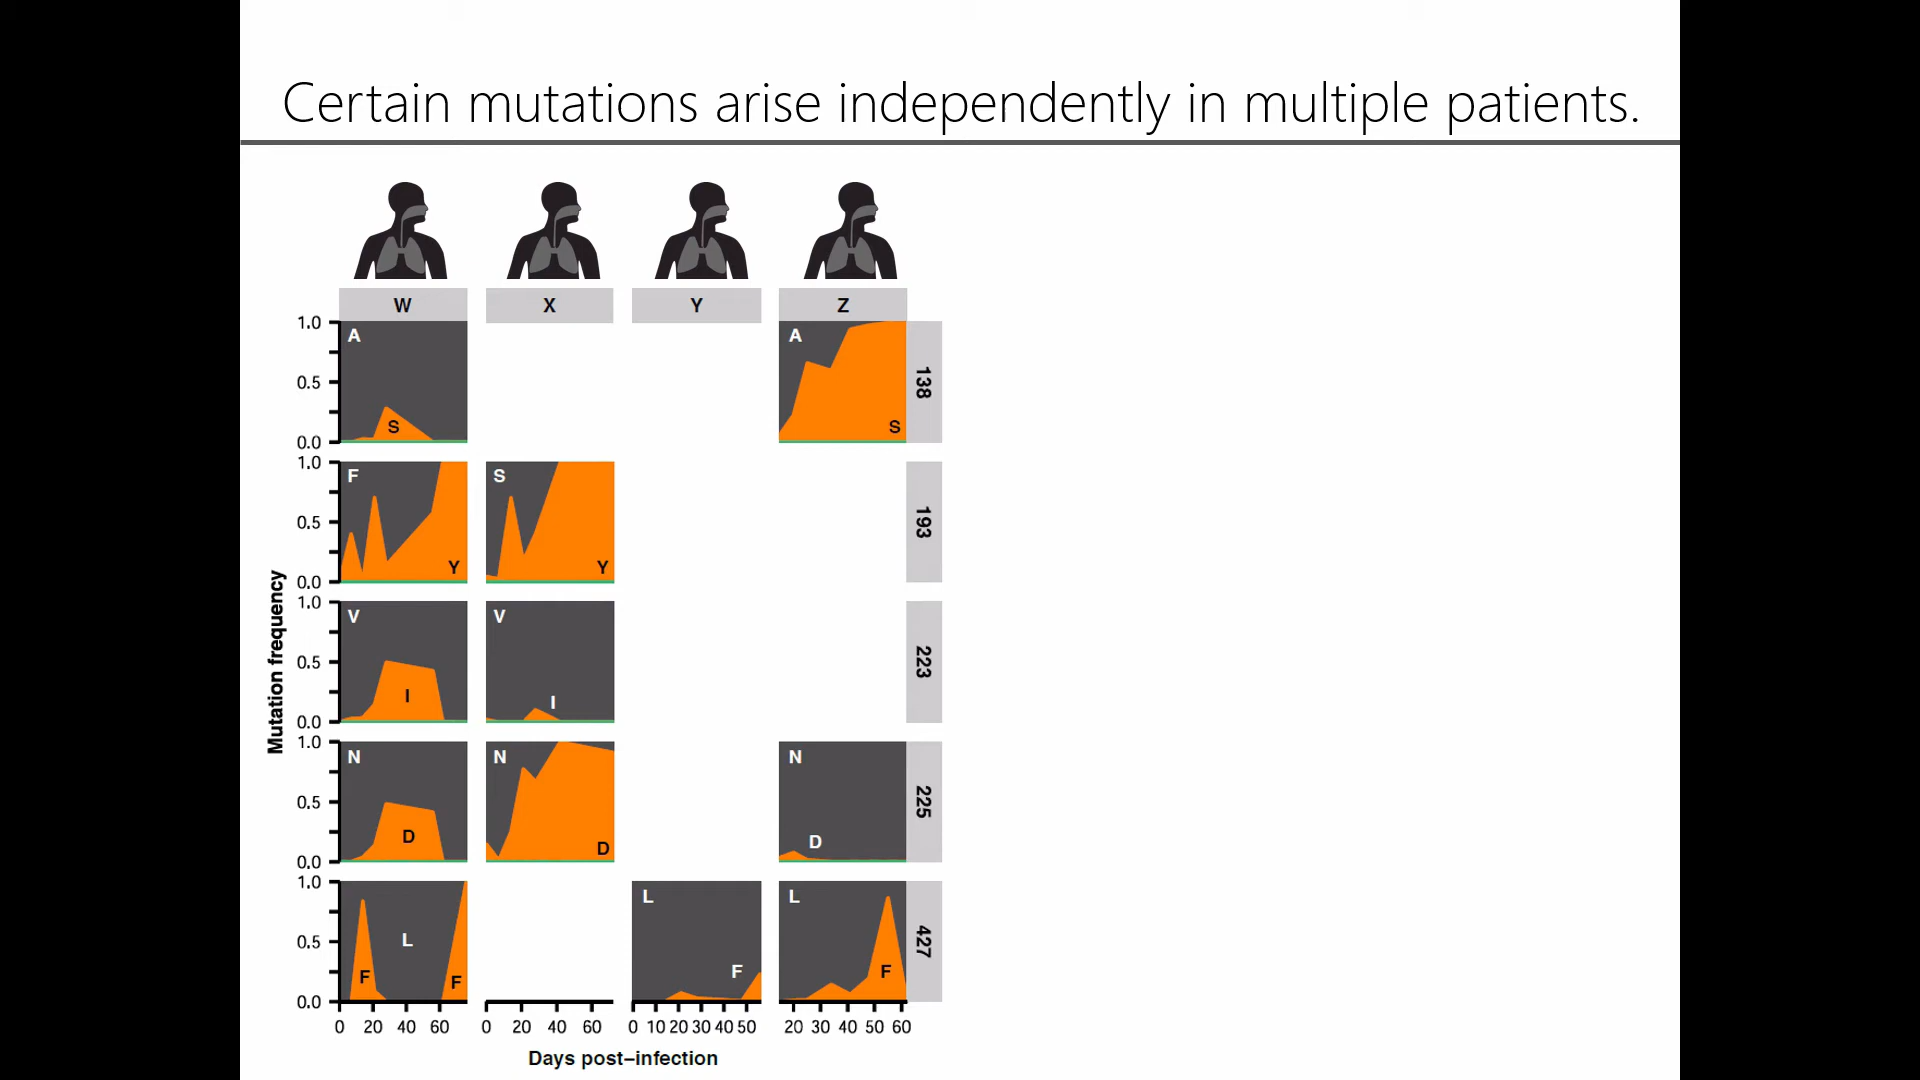 Certain mutations arise independently in multiple patients.
W X Y Z
1.0 A A
0.5 138
S S
0.0
1.0 F S
0.5 193
Y Y
0.0
1.0 V V
0.5 223
I I
0.0
1.0 N N N
0.5 225
D D D
0.0
1.0 L L
0.5 L 427
F F F F
0.0
Mutation frequency
0 20 40 60 0 20 40 60 0 10 20 30 40 50 20 30 40 50 60
Days post–infection